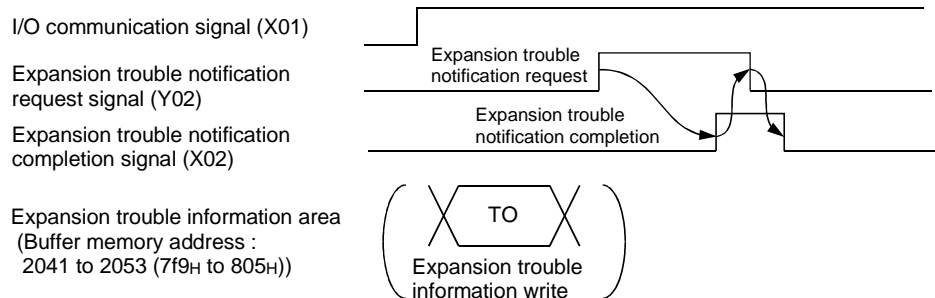 I/O communication signal (X01)
Expansion trouble notification
request signal (Y02)
Expansion trouble
notification request
Expansion trouble notification
completion signal (X02)
Expansion trouble
notification completion
Expansion trouble information area
(Buffer memory address :
2041 to 2053 (7f9H to 805H))
TO
Expansion trouble
information write